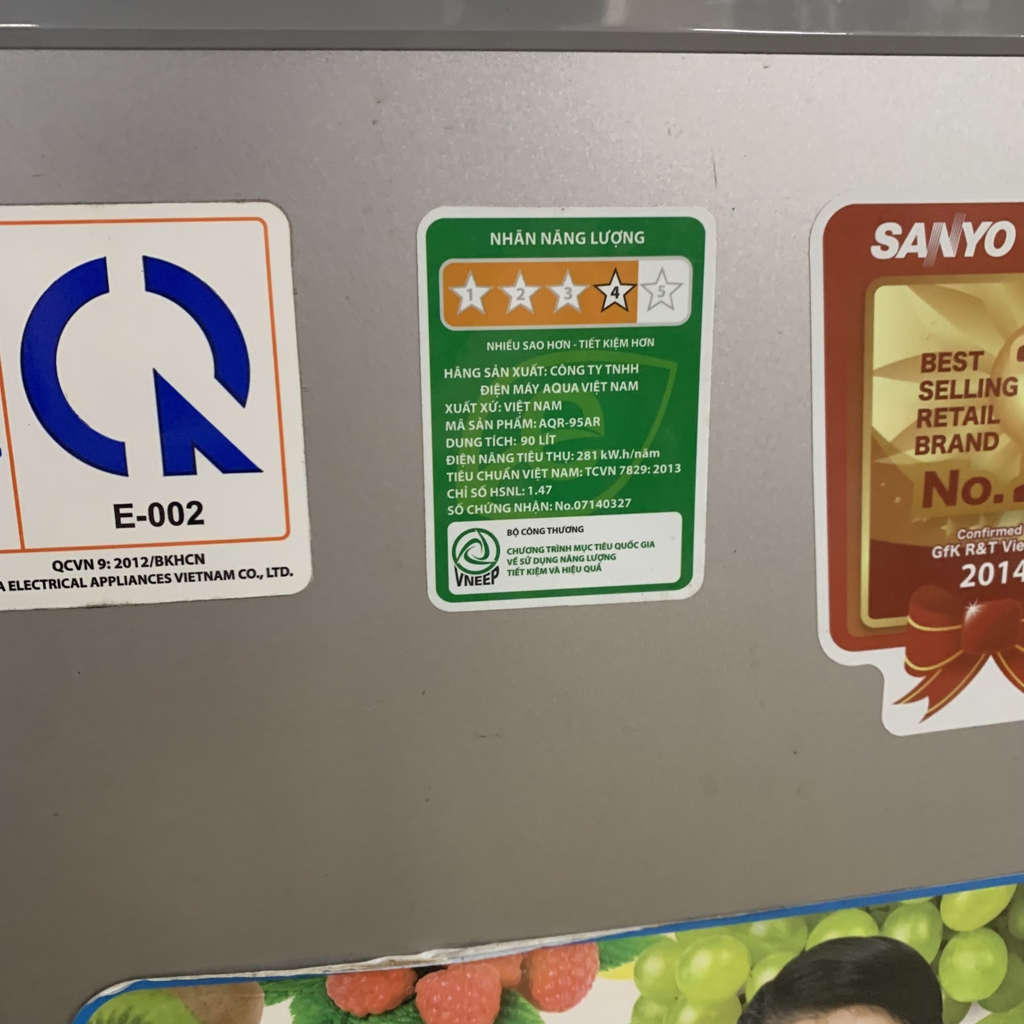 E-002
QCVN 9: 2012/BKHCN
A ELECTRICAL APPLIANCES VIETNAM CO., LTD.
NHÃN NĂNG LƯỢNG
1 2 3 4 5
NHIỀU SAO HƠN - TIẾT KIỆM HƠN
HÃNG SẢN XUẤT: CÔNG TY TNHH
ĐIỆN MÁY AQUA VIỆT NAM
XUẤT XỨ: VIỆT NAM
MÃ SẢN PHẨM: AQR-95AR
DUNG TÍCH: 90 LÍT
ĐIỆN NĂNG TIÊU THỤ: 281 kW.h/năm
TIÊU CHUẨN VIỆT NAM: TCVN 7829: 2013
CHỈ SỐ HSNL: 1.47
SỐ CHỨNG NHẬN: No.07140327
VNEEP
BỘ CÔNG THƯƠNG
CHƯƠNG TRÌNH MỤC TIÊU QUỐC GIA
VỀ SỬ DỤNG NĂNG LƯỢNG
TIẾT KIỆM VÀ HIỆU QUẢ
SANYO
BEST
SELLING
RETAIL
BRAND
No.
Confirmed
GfK R&T Vie
2014